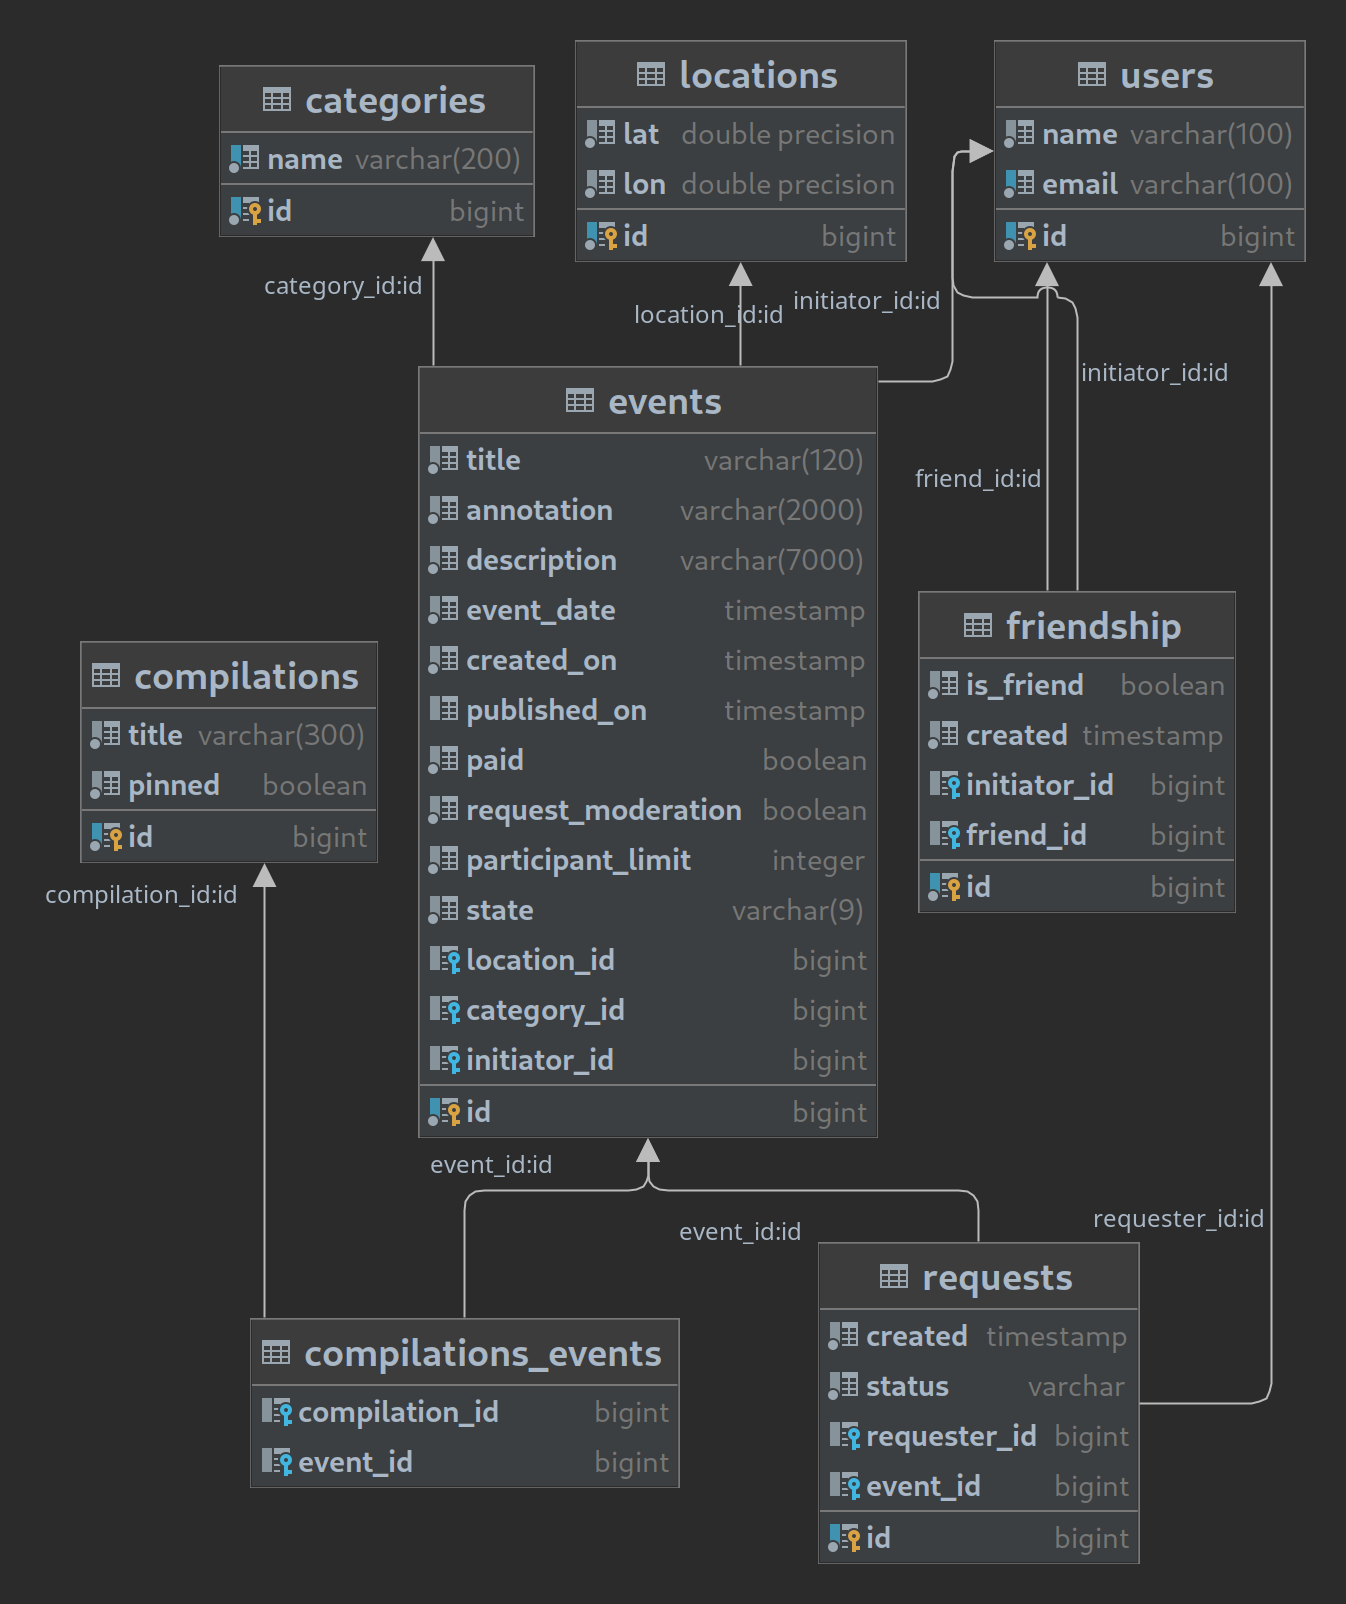 categories
name varchar(200)
id bigint
locations
lat double precision
lon double precision
id bigint
users
name varchar(100)
email varchar(100)
id bigint
category_id:id
location_id:id
initiator_id:id
initiator_id:id
friend_id:id
events
title varchar(120)
annotation varchar(2000)
description varchar(7000)
event_date timestamp
created_on timestamp
published_on timestamp
paid boolean
request_moderation boolean
participant_limit integer
state varchar(9)
location_id bigint
category_id bigint
initiator_id bigint
id bigint
friendship
is_friend boolean
created timestamp
initiator_id bigint
friend_id bigint
id bigint
compilations
title varchar(300)
pinned boolean
id bigint
compilation_id:id
event_id:id
event_id:id
requester_id:id
compilations_events
compilation_id bigint
event_id bigint
requests
created timestamp
status varchar
requester_id bigint
event_id bigint
id bigint